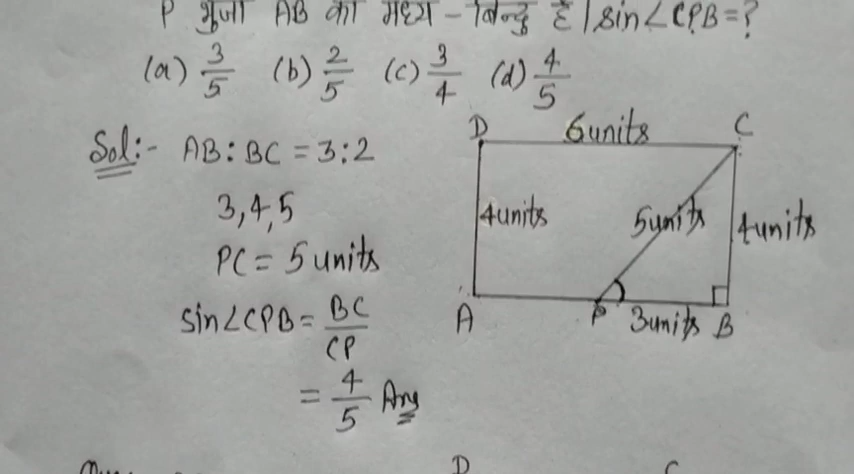 P भुजा AB का मध्य - बिन्दु है | sin∠CPB=?
(a) 3/5 (b) 2/5 (c) 3/4 (d) 4/5
Sol:- AB:BC = 3:2
3,4,5
PC = 5 units
sin∠CPB = BC/CP
= 4/5 Ans
D 6units C
4units 5units 4units
A P 3units B
D C